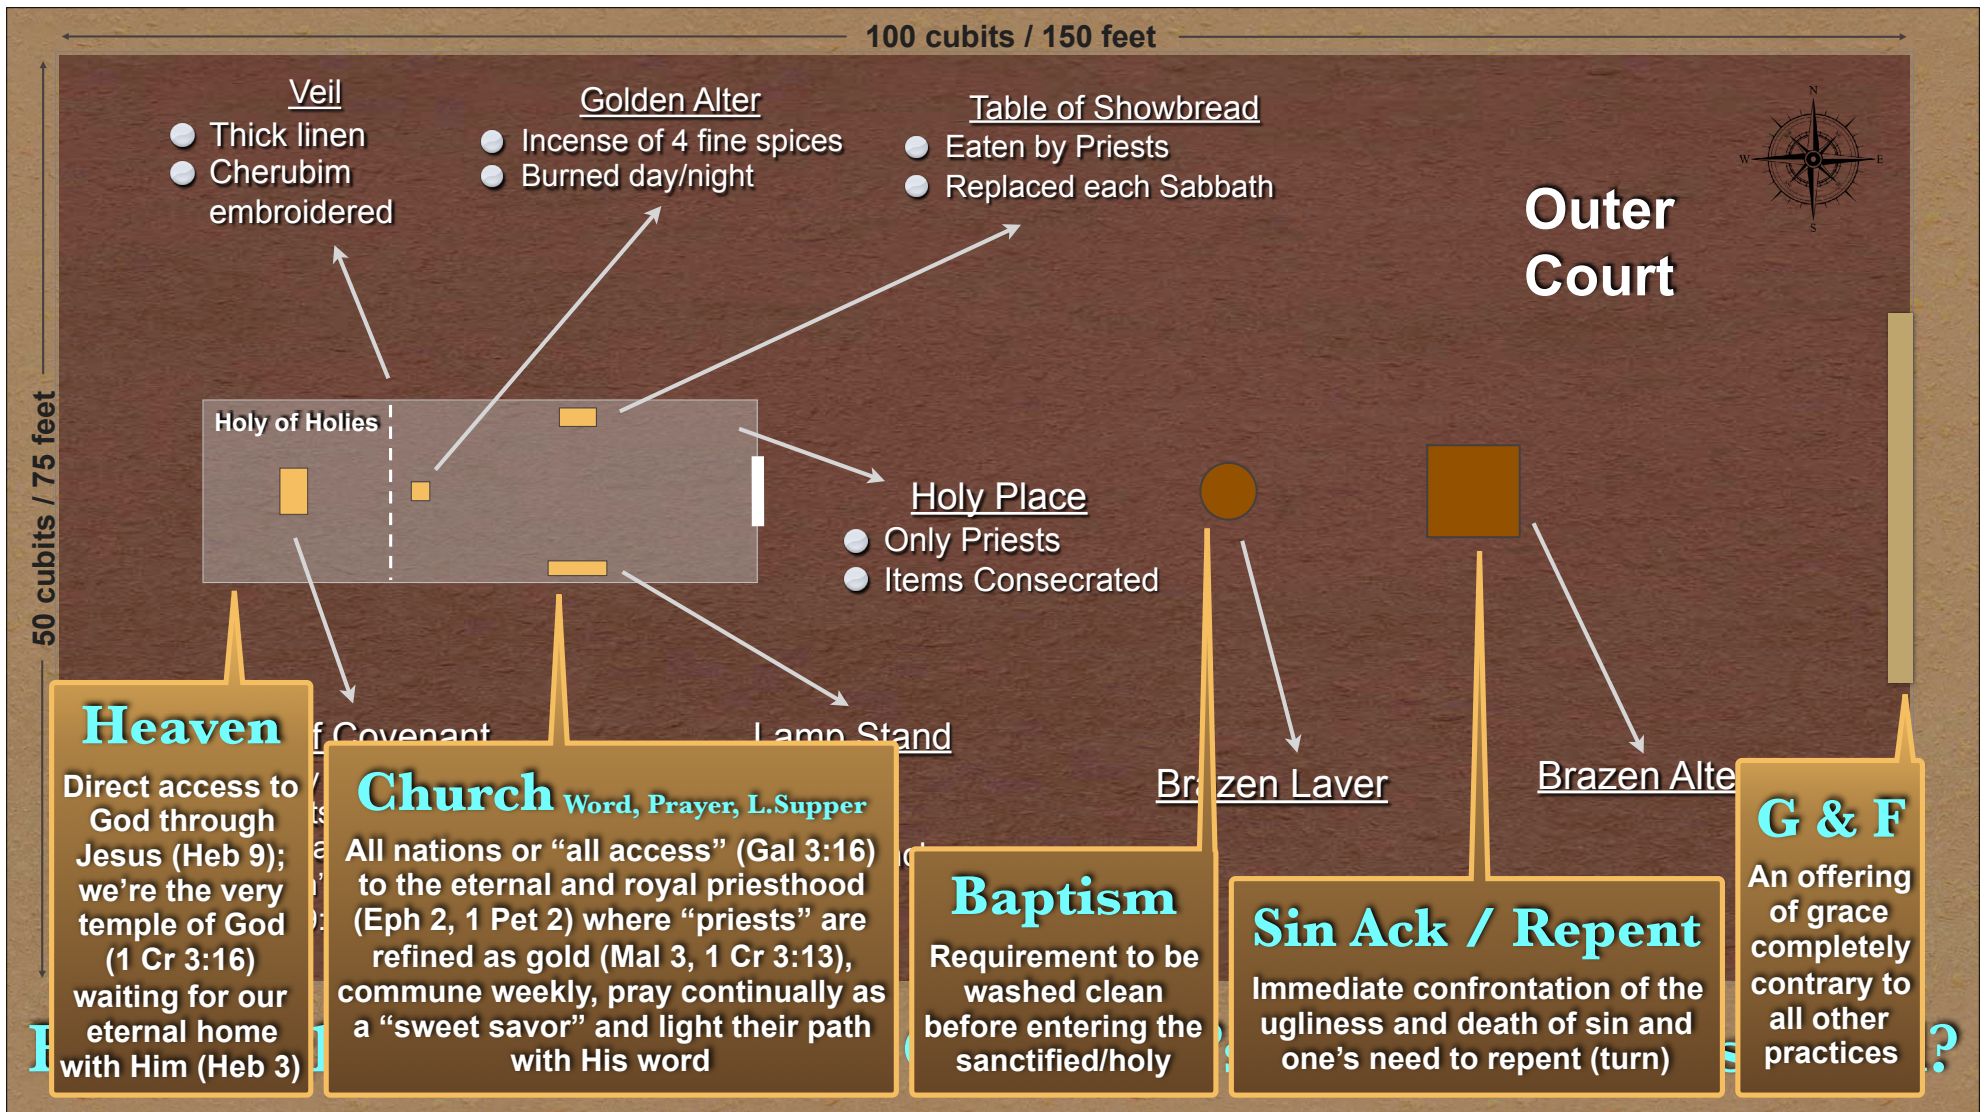 100 cubits / 150 feet
50 cubits / 75 feet
N
W
E
S
Veil
Thick linen
Cherubim
embroidered
Golden Alter
Incense of 4 fine spices
Burned day/night
Table of Showbread
Eaten by Priests
Replaced each Sabbath
Outer
Court
Holy of Holies
Holy Place
Only Priests
Items Consecrated
Covenant
Lamp Stand
Brazen Laver
Brazen Alte
Heaven
Direct access to
God through
Jesus (Heb 9);
we're the very
temple of God
(1 Cr 3:16)
waiting for our
eternal home
with Him (Heb 3)
Church Word, Prayer, L.Supper
All nations or “all access” (Gal 3:16)
to the eternal and royal priesthood
(Eph 2, 1 Pet 2) where “priests” are
refined as gold (Mal 3, 1 Cr 3:13),
commune weekly, pray continually as
a “sweet savor” and light their path
with His word
Baptism
Requirement to be
washed clean
before entering the
sanctified/holy
Sin Ack / Repent
Immediate confrontation of the
ugliness and death of sin and
one's need to repent (turn)
G & F
An offering
of grace
completely
contrary to
all other
practices